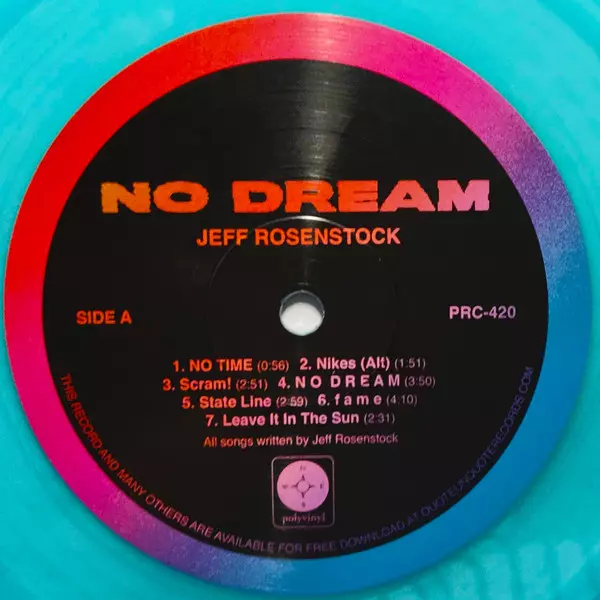 NO DREAM
JEFF ROSENSTOCK
SIDE A
PRC-420
1. NO TIME (0:56) 2. Nikes (Alt) (1:51)
3. Scram! (2:51) 4. N O D R E A M (3:50)
5. State Line (2:59) 6. f a m e (4:10)
7. Leave It In The Sun (2:31)
All songs written by Jeff Rosenstock
N
W E
S
polyvinyl
THIS RECORD AND MANY OTHERS ARE AVAILABLE FOR FREE DOWNLOAD AT QUOTEUNQUOTERECORDS.COM